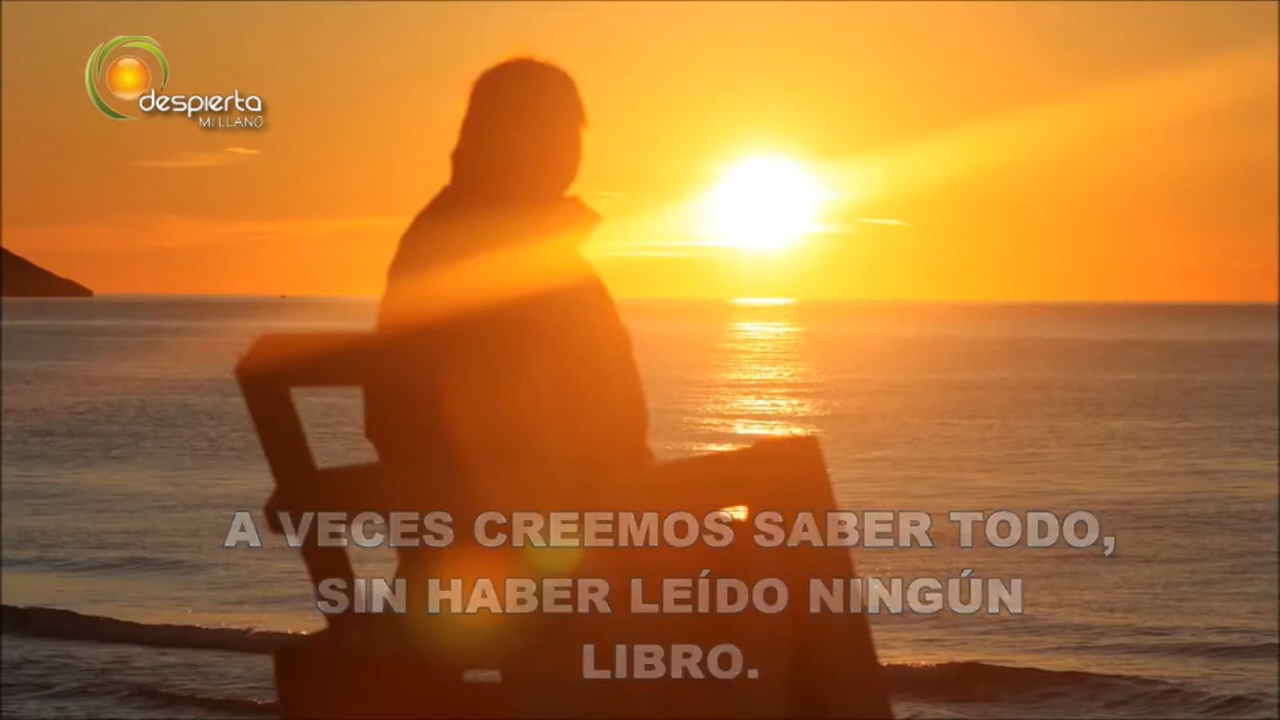 despierta
MI LLANO
A VECES CREEMOS SABER TODO,
SIN HABER LEÍDO NINGÚN
LIBRO.